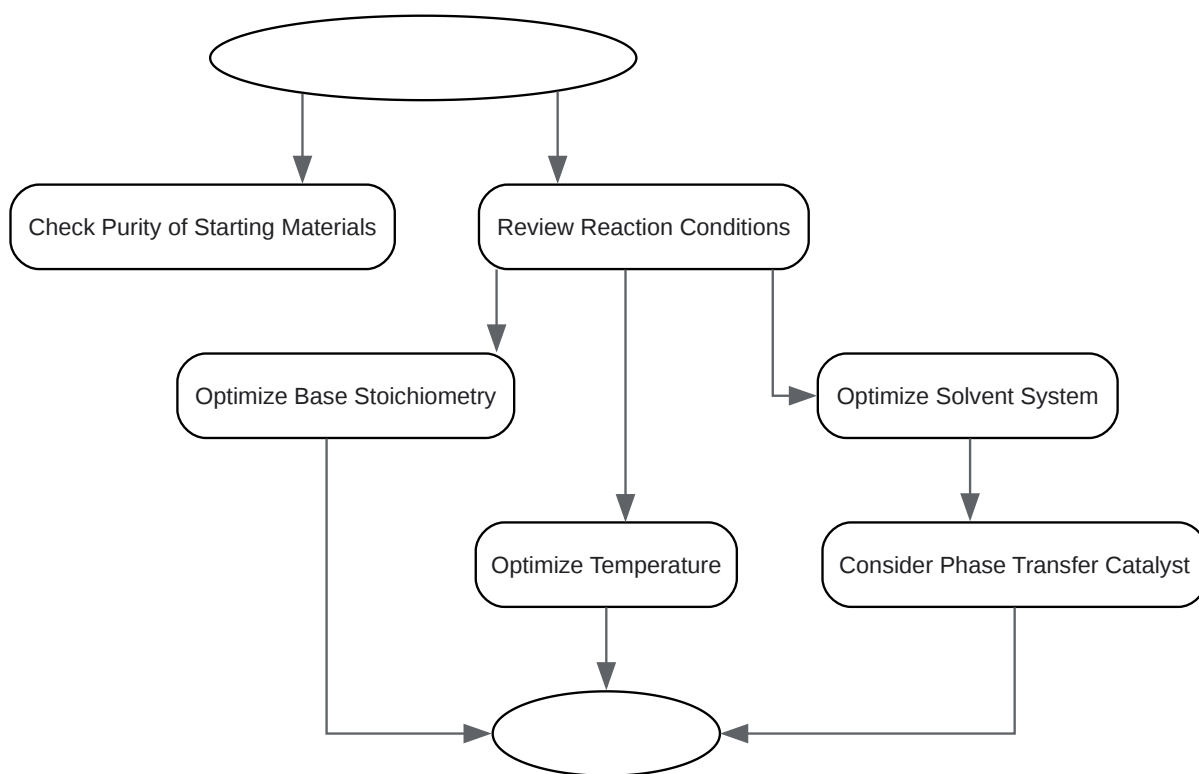 Check Purity of Starting Materials
Review Reaction Conditions
Optimize Base Stoichiometry
Optimize Solvent System
Optimize Temperature
Consider Phase Transfer Catalyst